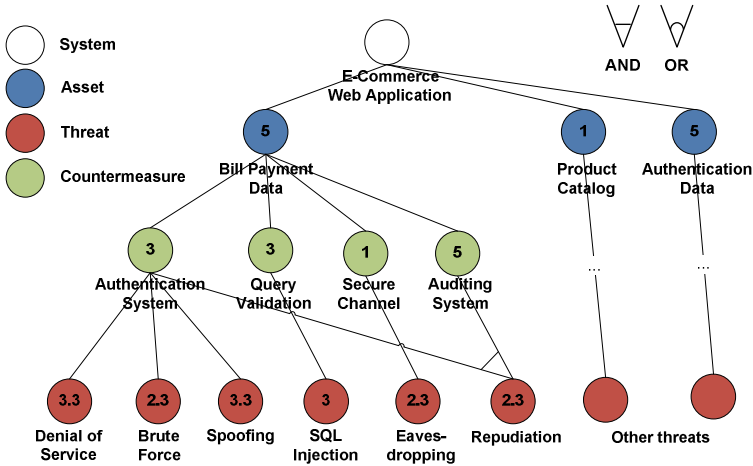 System
Asset
Threat
Countermeasure
AND OR
E-Commerce
Web Application
5
Bill Payment
Data
1
Product
Catalog
5
Authentication
Data
3
Authentication
System
3
Query
Validation
1
Secure
Channel
5
Auditing
System
...
...
3.3
Denial of
Service
2.3
Brute
Force
3.3
Spoofing
3
SQL
Injection
2.3
Eaves-
dropping
2.3
Repudiation
Other threats